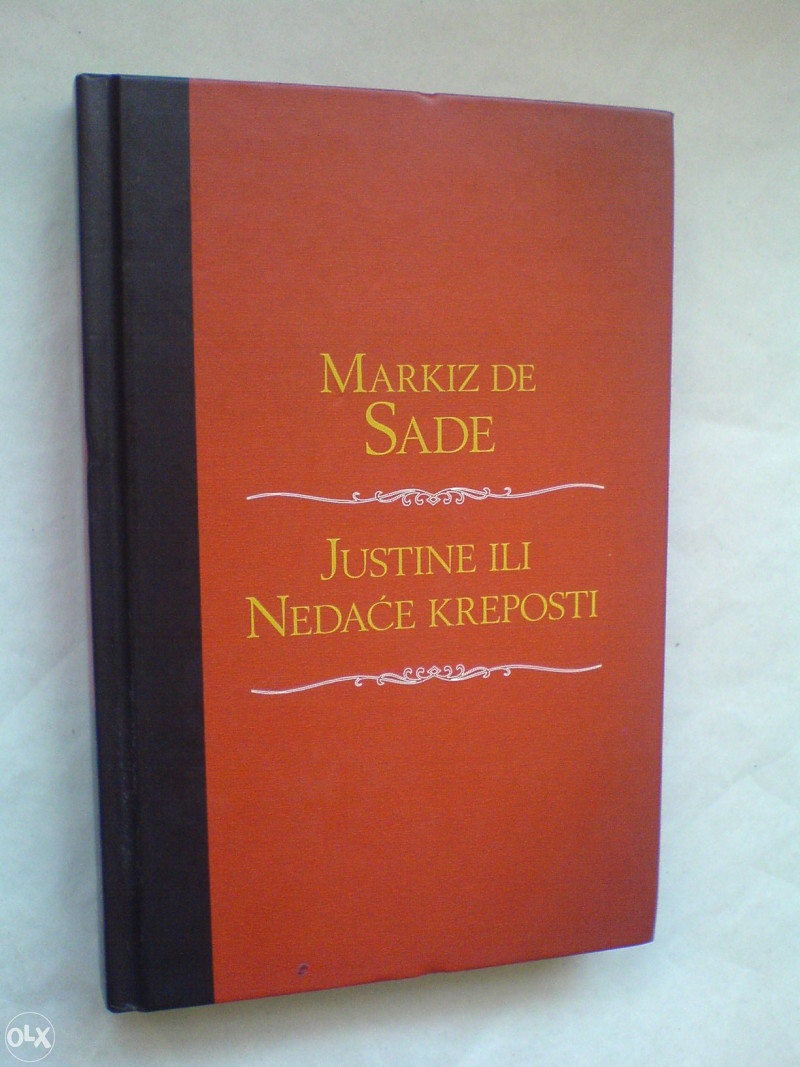 MARKIZ DE
SADE
JUSTINE ILI
NEDAĆE KREPOSTI
OLX